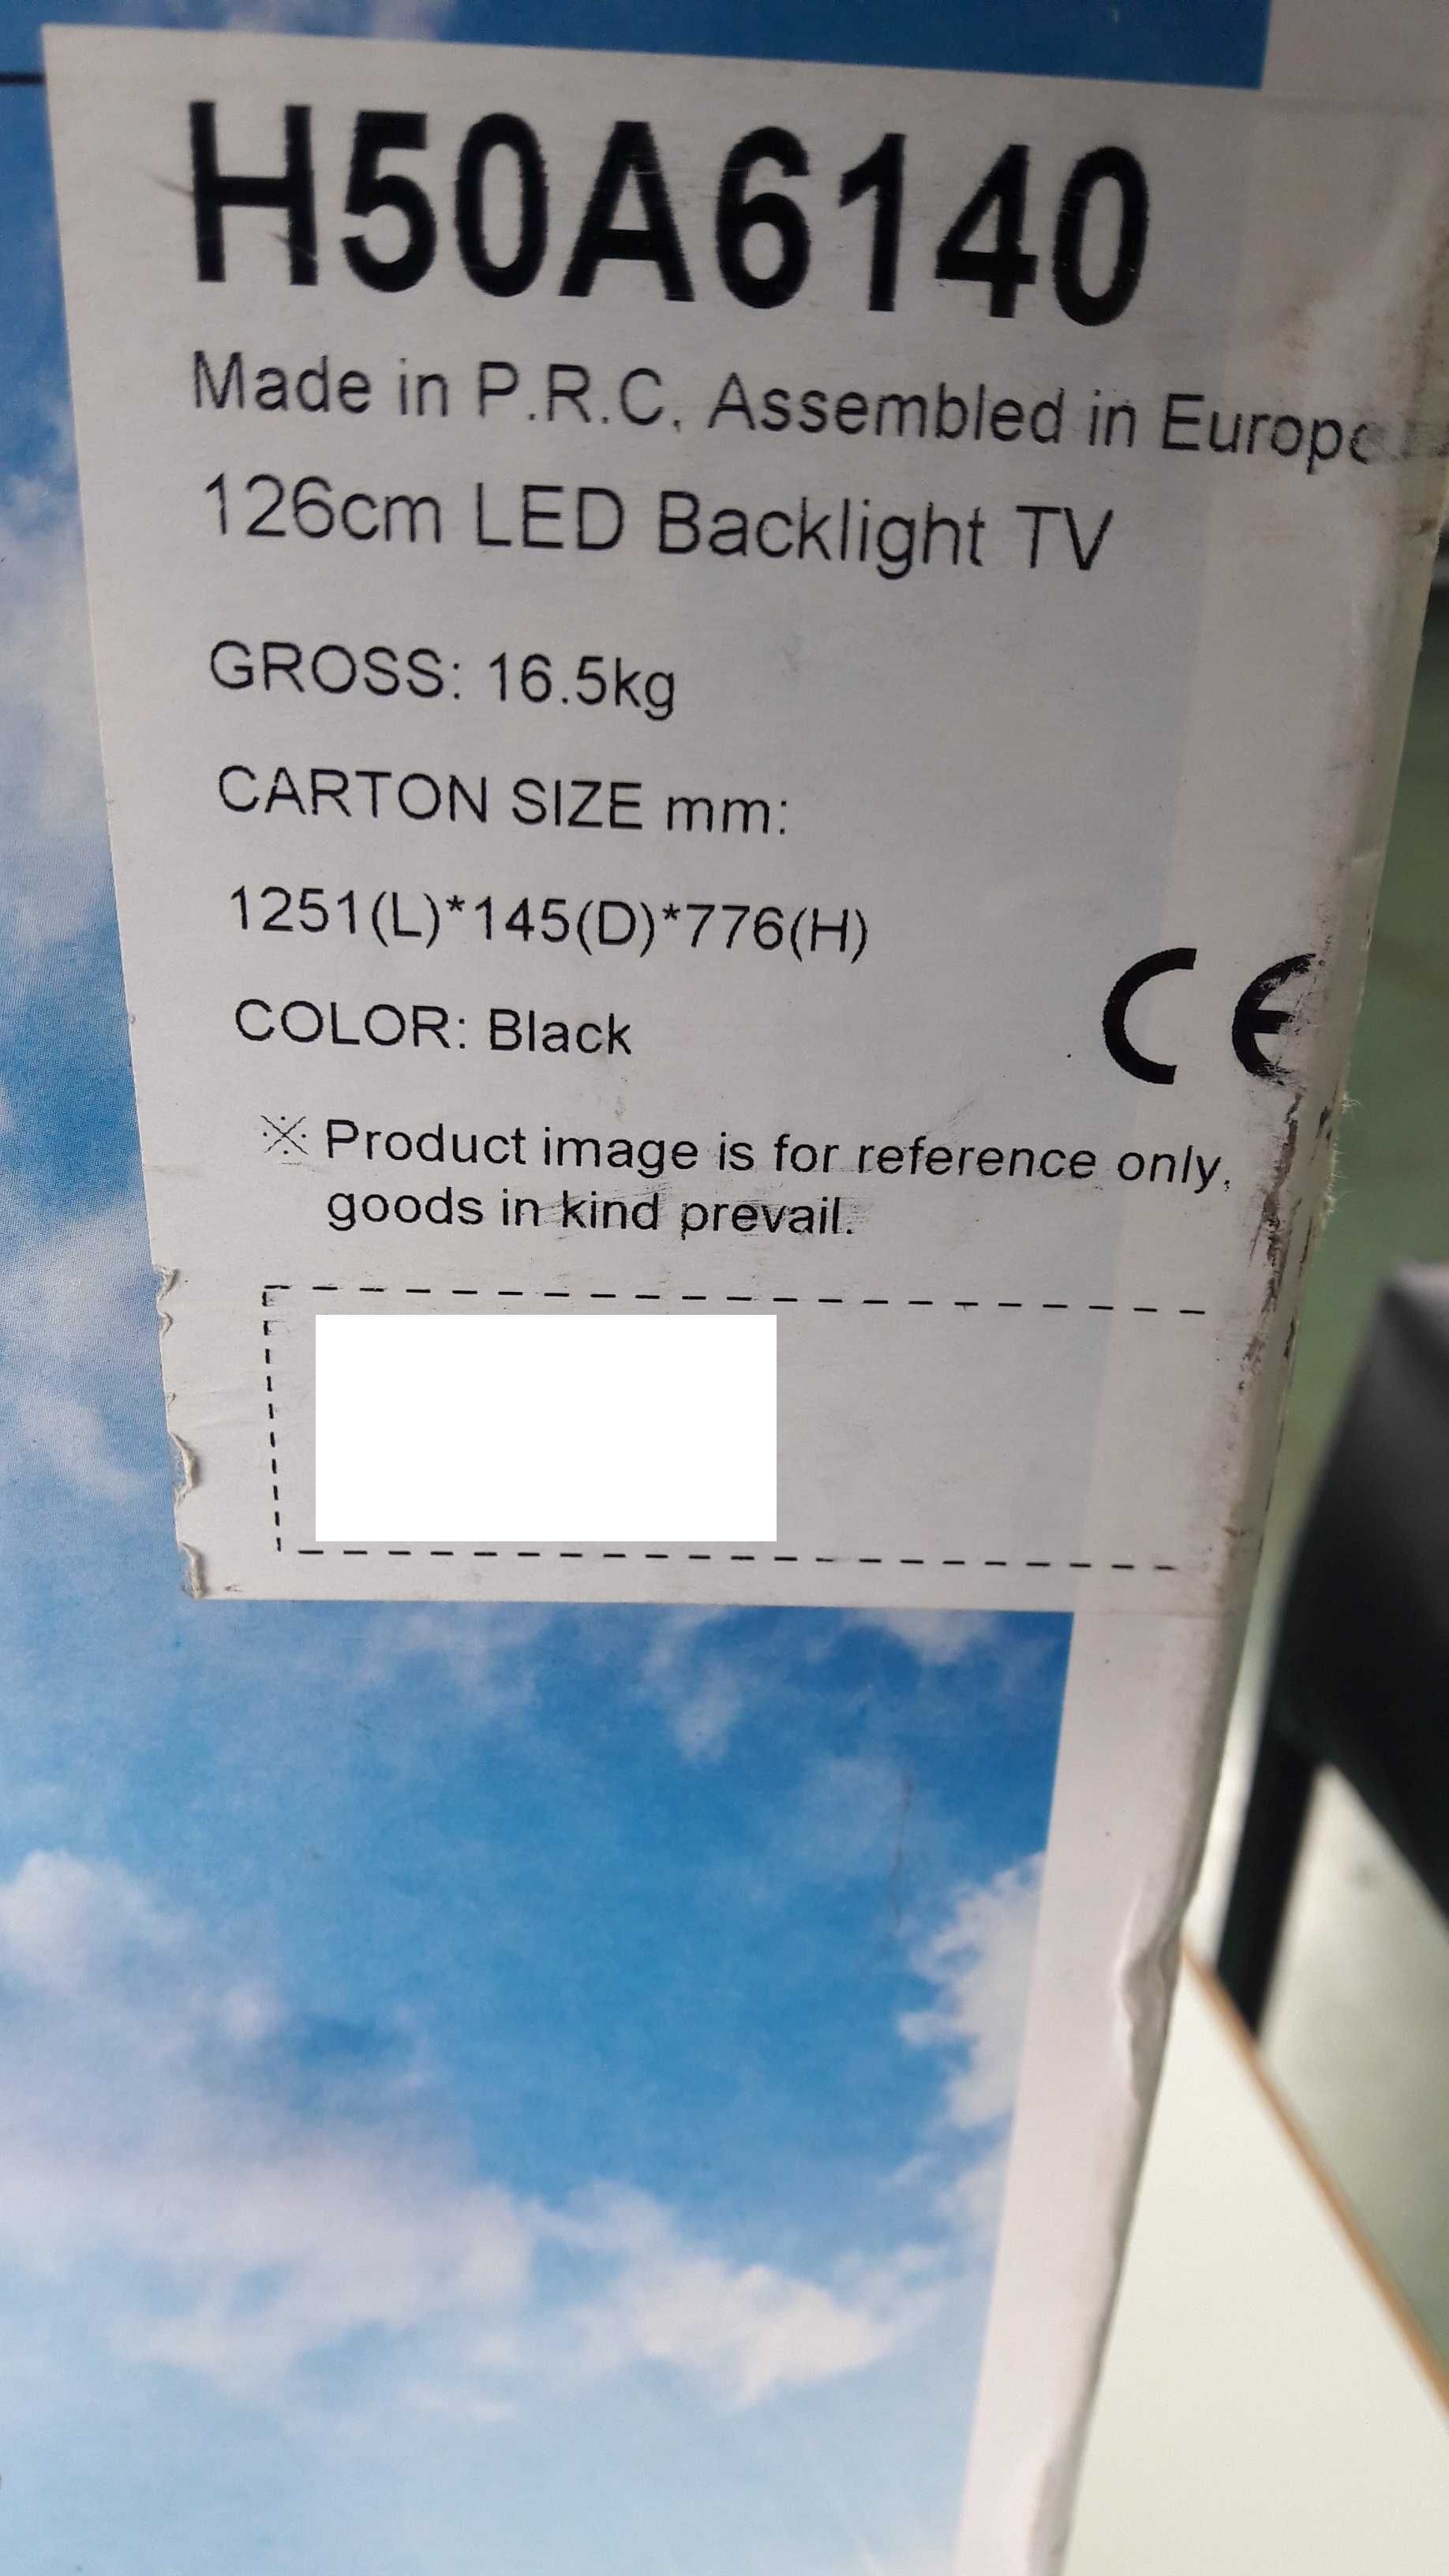 H50A6140
Made in P.R.C. Assembled in Europe
126cm LED Backlight TV
GROSS: 16.5kg
CARTON SIZE mm:
1251(L)*145(D)*776(H)
COLOR: Black
CE
※ Product image is for reference only,
goods in kind prevail.